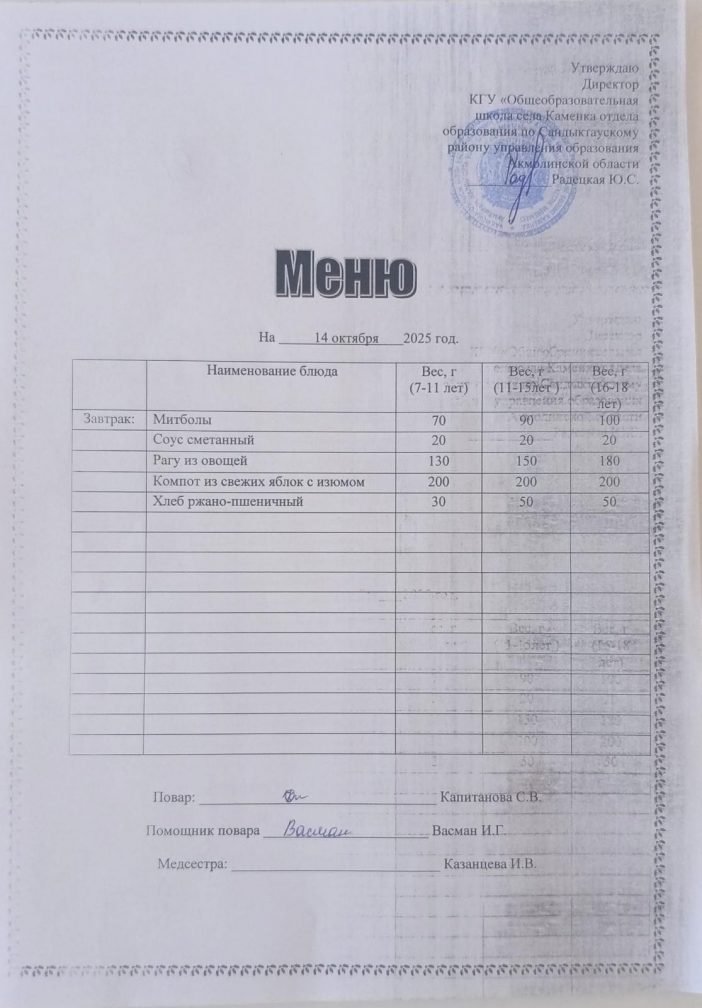 Утверждаю
Директор
КГУ «Общеобразовательная
школа села Каменка отдела
образования по Сандыктаускому
району управления образования
Акмолинской области
Радецкая Ю.С.
Меню
На 14 октября 2025 год.
Наименование блюда Вес, г (7-11 лет) Вес, г (11-15лет ) Вес, г (16-18 лет)
Завтрак: Митболы 70 90 100
Соус сметанный 20 20 20
Рагу из овощей 130 150 180
Компот из свежих яблок с изюмом 200 200 200
Хлеб ржано-пшеничный 30 50 50
Повар: Капитанова С.В.
Помощник повара Васман Васман И.Г.
Медсестра: Казанцева И.В.